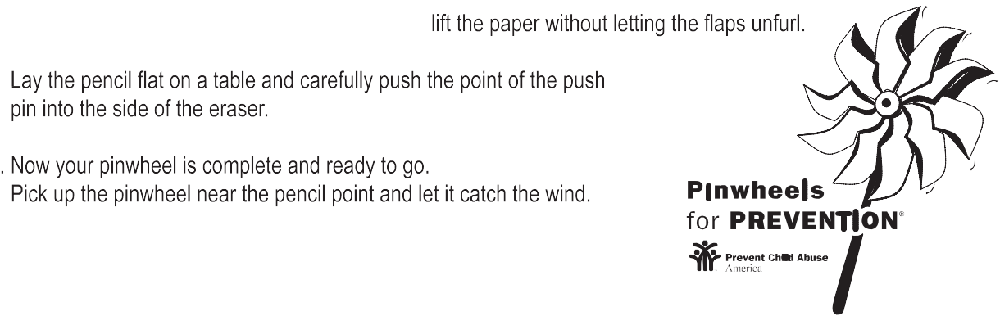 lift the paper without letting the flaps unfurl.
Lay the pencil flat on a table and carefully push the point of the push
pin into the side of the eraser.
. Now your pinwheel is complete and ready to go.
Pick up the pinwheel near the pencil point and let it catch the wind.
Pinwheels
for PREVENTION®
Prevent Child Abuse
America